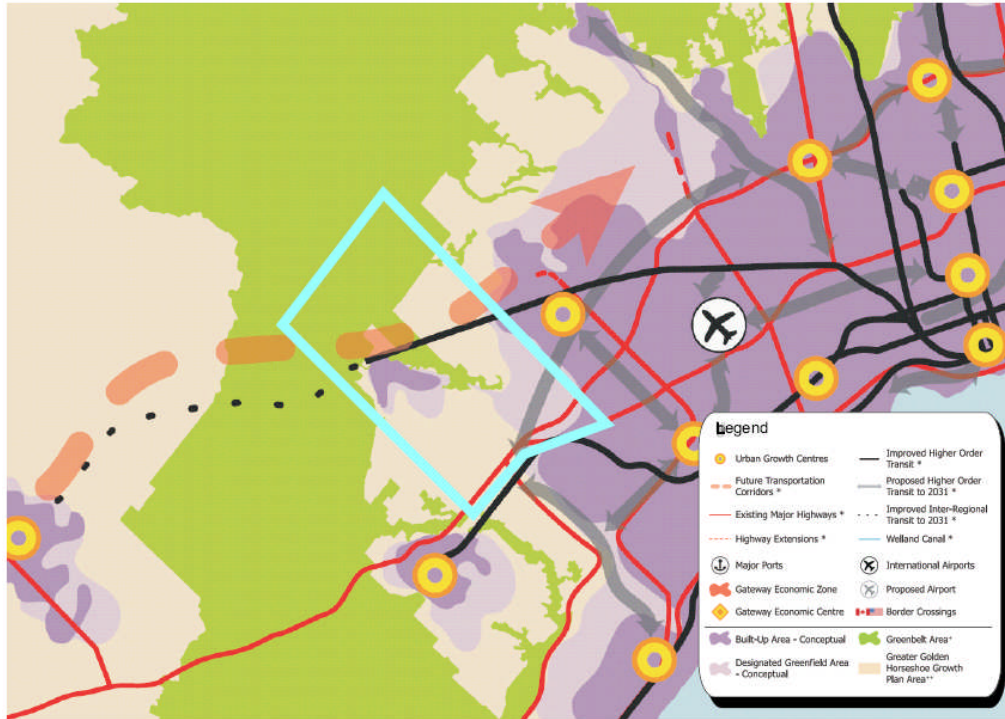 Legend
Urban Growth Centres
Future Transportation
Corridors *
Existing Major Highways *
Highway Extensions *
Major Ports
Gateway Economic Zone
Gateway Economic Centre
Improved Higher Order
Transit *
Proposed Higher Order
Transit to 2031 *
Improved Inter-Regional
Transit to 2031 *
Welland Canal *
International Airports
Proposed Airport
Border Crossings
Built-Up Area - Conceptual
Designated Greenfield Area
- Conceptual
Greenbelt Area+
Greater Golden
Horseshoe Growth
Plan Area++